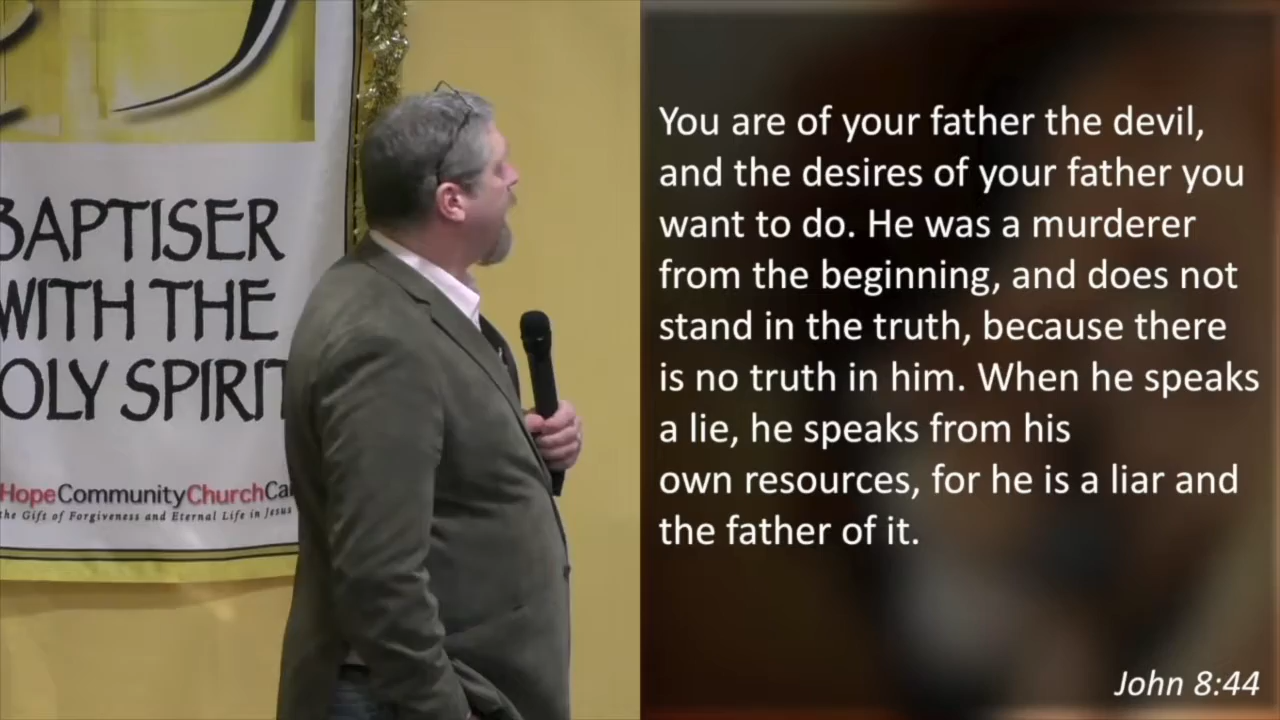 BAPTISER
WITH THE
OLY SPIRIT
HopeCommunityChurchCa
the Gift of Forgiveness and Eternal Life in Jesus
You are of your father the devil,
and the desires of your father you
want to do. He was a murderer
from the beginning, and does not
stand in the truth, because there
is no truth in him. When he speaks
a lie, he speaks from his
own resources, for he is a liar and
the father of it.
John 8:44